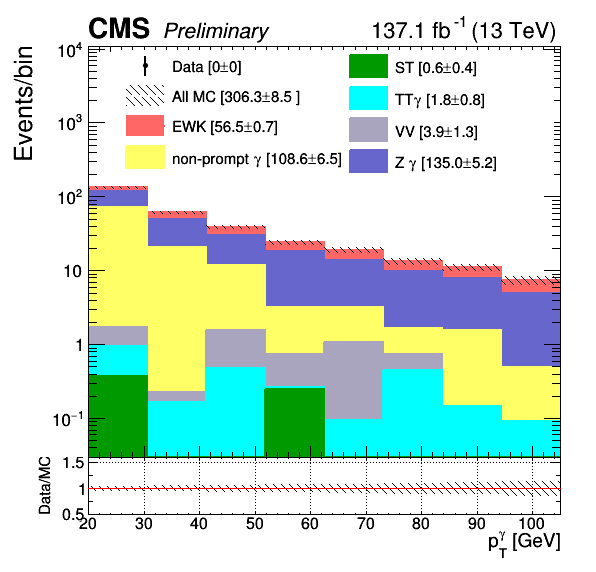 CMS Preliminary 137.1 fb⁻¹ (13 TeV)
Events/bin
Data [0±0]
All MC [306.3±8.5 ]
EWK [56.5±0.7]
non-prompt γ [108.6±6.5]
ST [0.6±0.4]
TTγ [1.8±0.8]
VV [3.9±1.3]
Z γ [135.0±5.2]
10⁴
10³
10²
10
1
10⁻¹
Data/MC
1.5
1
0.5
20 30 40 50 60 70 80 90 100
p_T^γ [GeV]